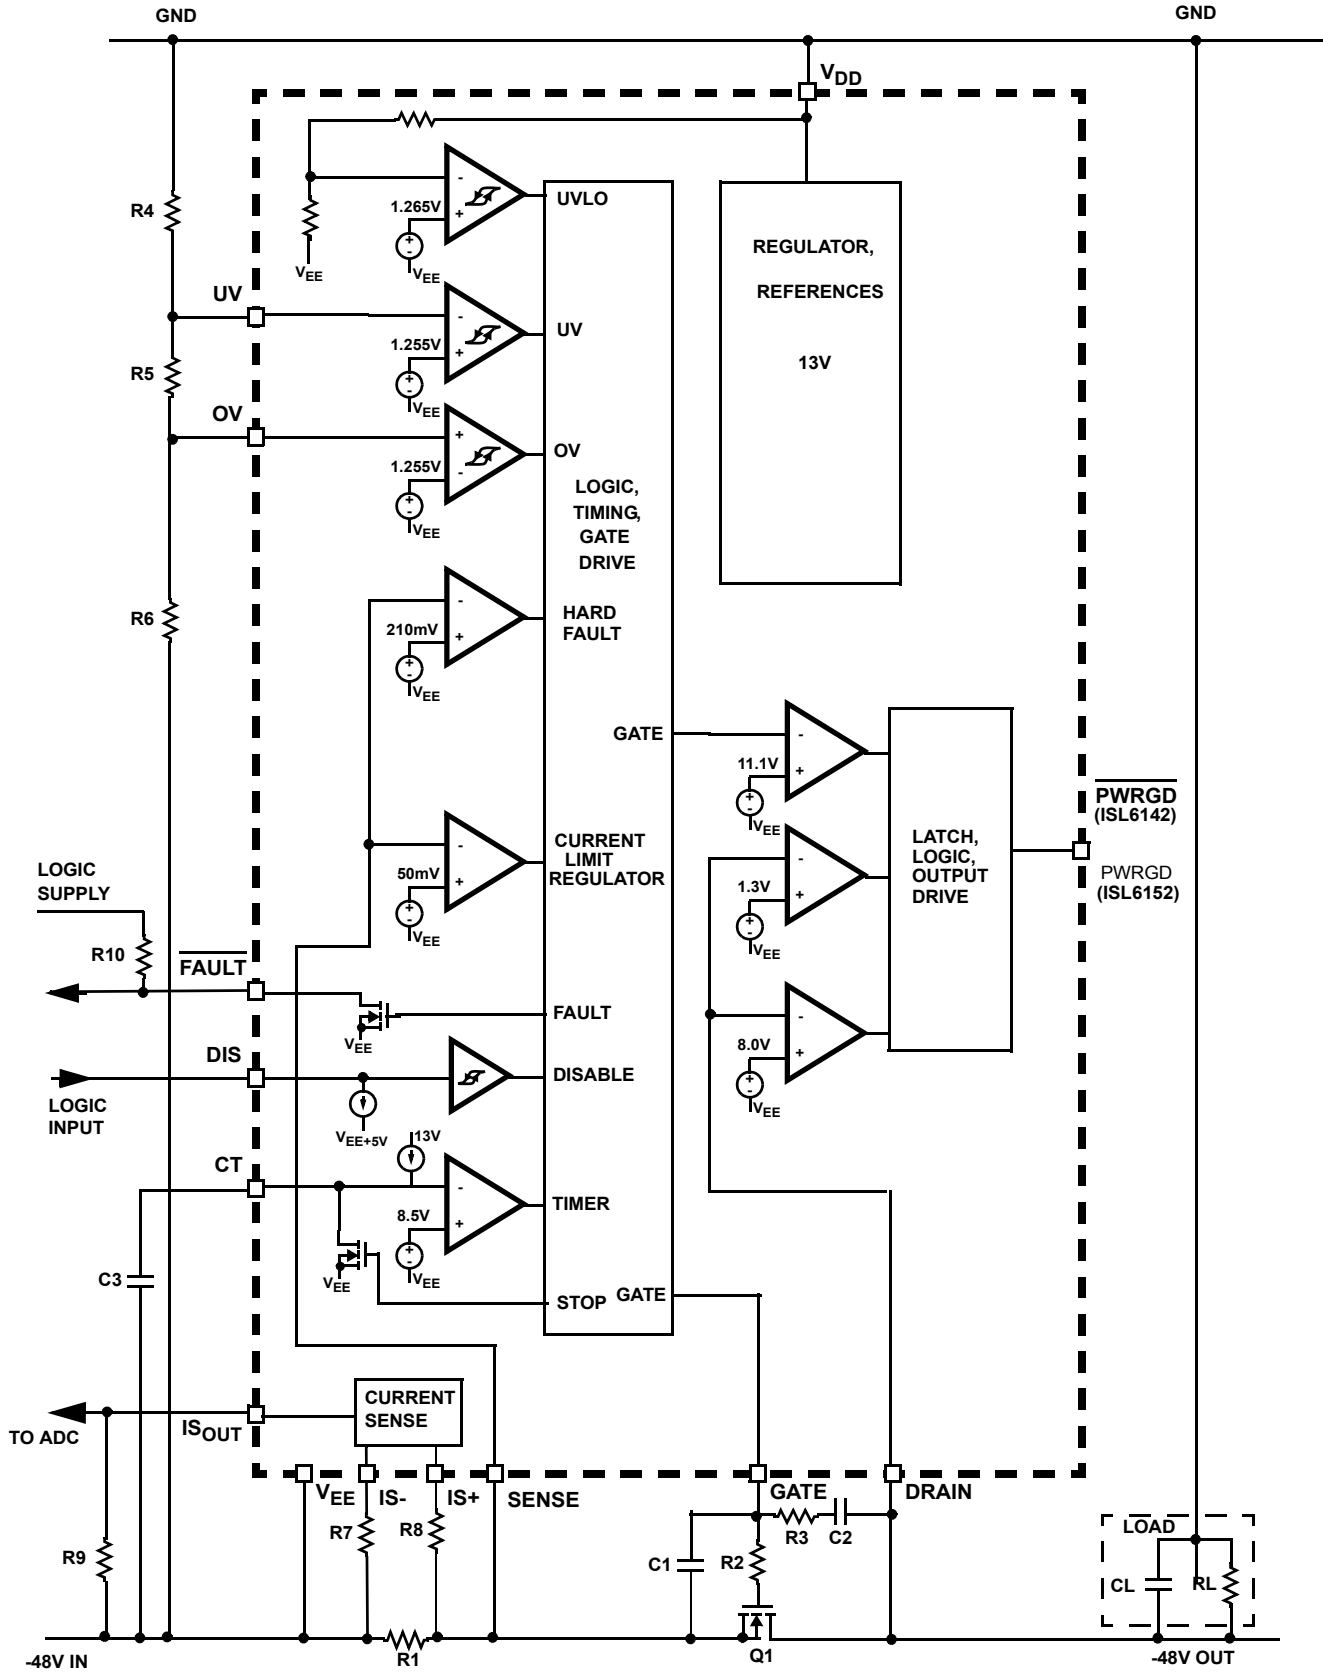 GND
GND
VDD
R4
-
1.265V
+
UVLO
+
-
VEE
VEE
REGULATOR,
REFERENCES
13V
UV
-
UV
1.255V
+
+
-
VEE
R5
OV
+
OV
1.255V
-
+
-
VEE
LOGIC,
TIMING,
GATE
DRIVE
R6
-
HARD
FAULT
210mV
+
+
-
VEE
GATE
-
11.1V
+
+
-
VEE
PWRGD
(ISL6142)
PWRGD
(ISL6152)
LATCH,
LOGIC,
OUTPUT
DRIVE
-
CURRENT
LIMIT
REGULATOR
50mV
+
+
-
VEE
-
1.3V
+
+
-
VEE
LOGIC
SUPPLY
R10
FAULT
FAULT
VEE
-
8.0V
+
+
-
VEE
DIS
DISABLE
LOGIC
INPUT
VEE+5V
13V
CT
-
TIMER
8.5V
+
+
-
VEE
VEE
C3
STOP
GATE
CURRENT
SENSE
ISOUT
TO ADC
VEE
IS-
IS+
SENSE
GATE
DRAIN
R7
R8
R3
C2
LOAD
R9
C1
R2
CL
RL
-48V IN
R1
Q1
-48V OUT